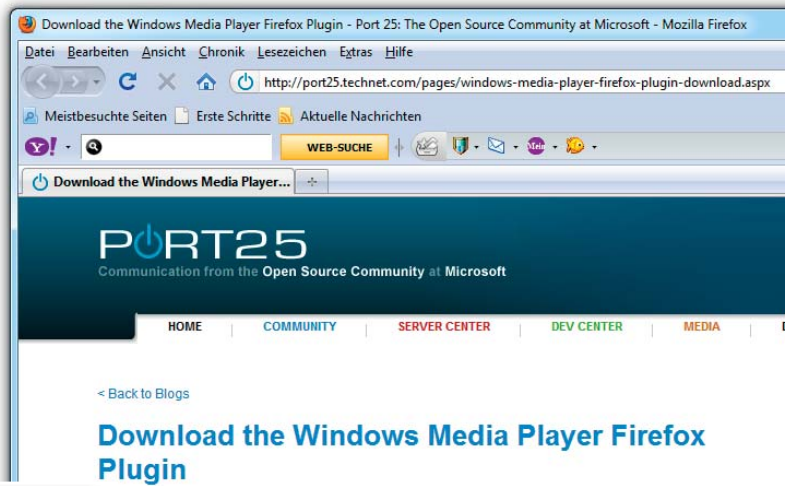 Download the Windows Media Player Firefox Plugin - Port 25: The Open Source Community at Microsoft - Mozilla Firefox
Datei Bearbeiten Ansicht Chronik Lesezeichen Extras Hilfe
http://port25.technet.com/pages/windows-media-player-firefox-plugin-download.aspx
Meistbesuchte Seiten Erste Schritte Aktuelle Nachrichten
Y! WEB-SUCHE Mein
Download the Windows Media Player...
PORT25
Communication from the Open Source Community at Microsoft
HOME COMMUNITY SERVER CENTER DEV CENTER MEDIA
< Back to Blogs
Download the Windows Media Player Firefox
Plugin